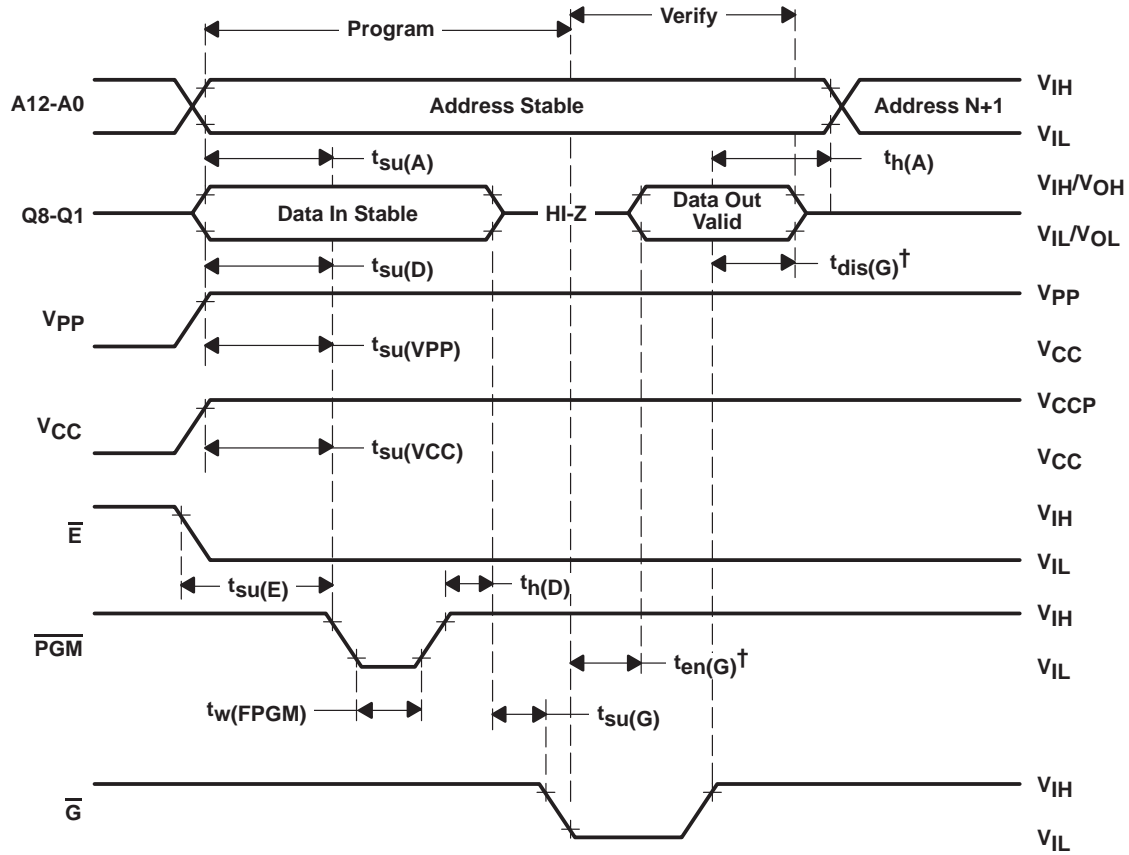 Program
Verify
A12-A0
Address Stable
Address N+1
VIH
VIL
tsu(A)
th(A)
Q8-Q1
Data In Stable
HI-Z
Data Out
Valid
VIH/VOH
VIL/VOL
tsu(D)
tdis(G)†
VPP
VPP
tsu(VPP)
VCC
VCC
VCCP
tsu(VCC)
VCC
E
VIH
VIL
tsu(E)
th(D)
PGM
VIH
VIL
ten(G)†
tw(FPGM)
tsu(G)
G
VIH
VIL